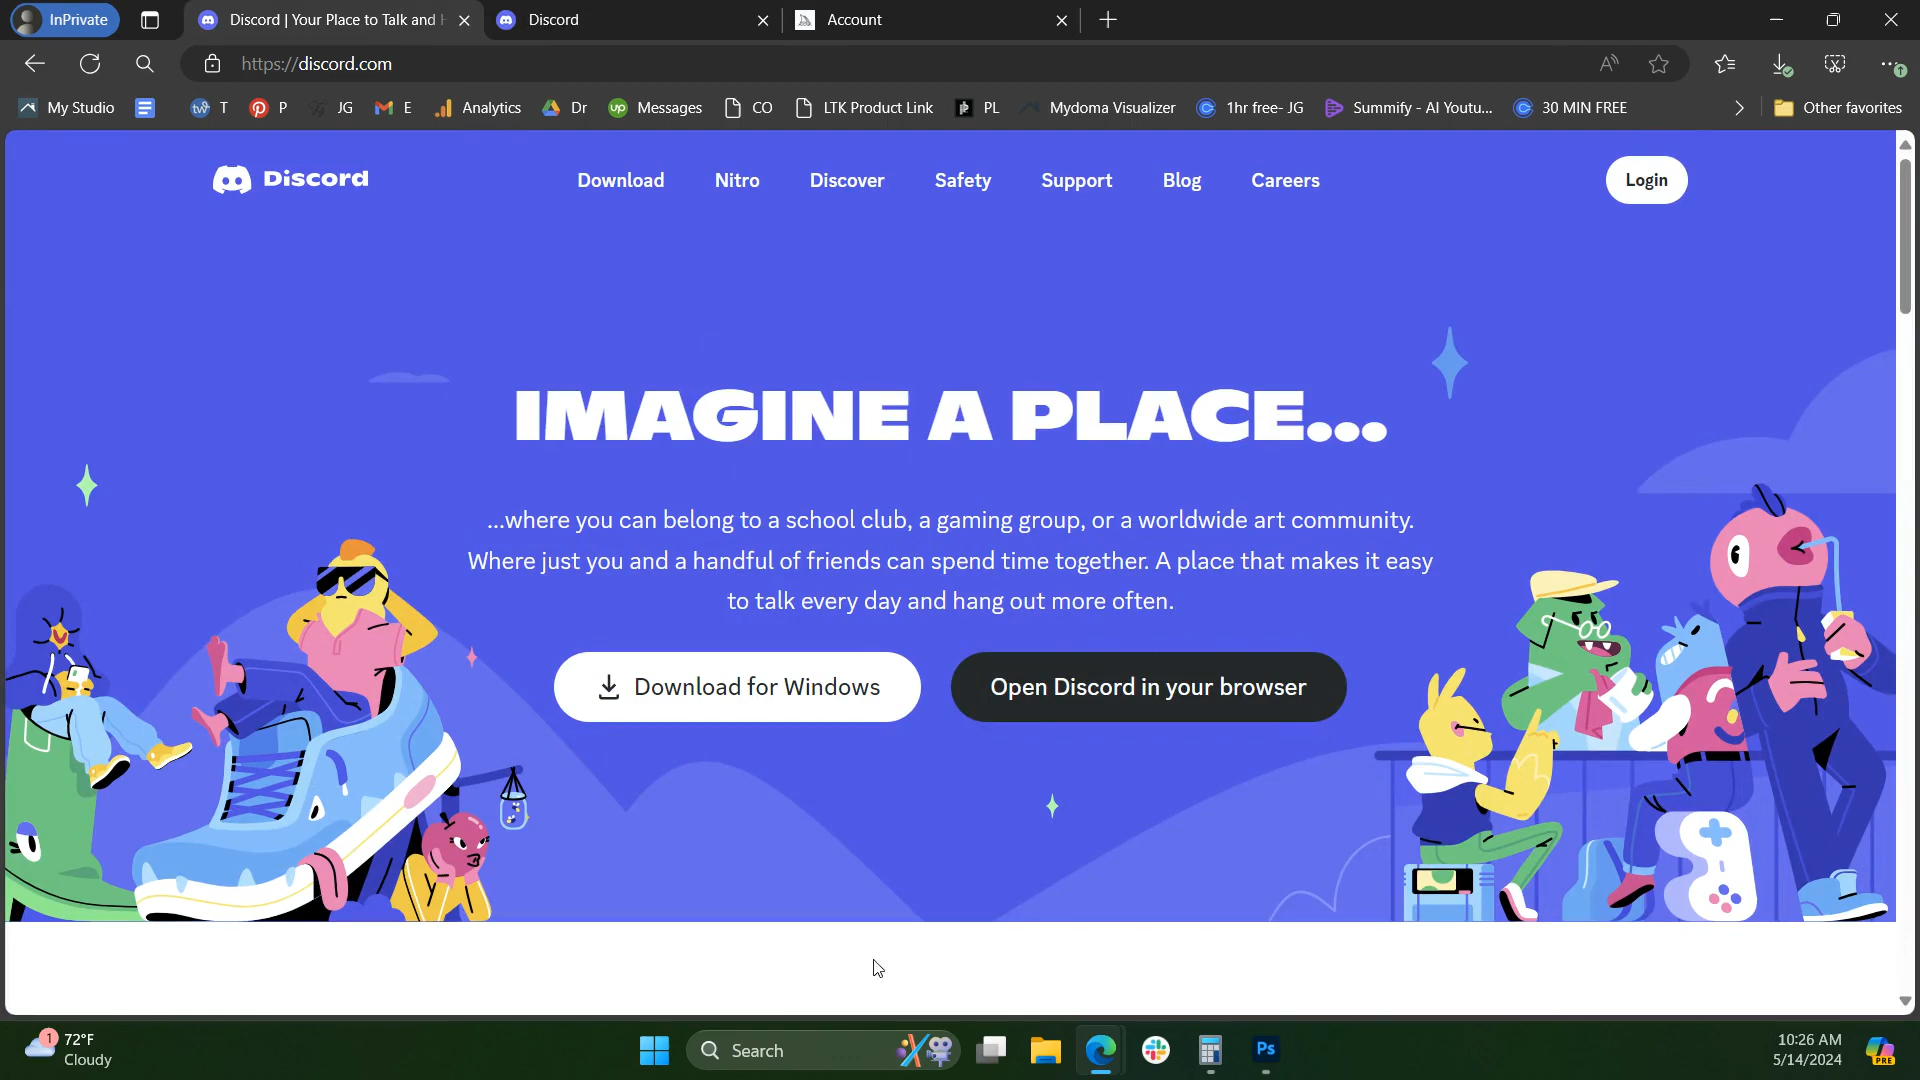 InPrivate
Discord | Your Place to Talk and H
Discord
Account
https://discord.com
My Studio
T
P
JG
E
Analytics
Dr
Messages
CO
LTK Product Link
PL
Mydoma Visualizer
1hr free- JG
Summify - AI Youtu...
30 MIN FREE
Other favorites
Discord
Download
Nitro
Discover
Safety
Support
Blog
Careers
Login
IMAGINE A PLACE...
...where you can belong to a school club, a gaming group, or a worldwide art community.
Where just you and a handful of friends can spend time together. A place that makes it easy
to talk every day and hang out more often.
Download for Windows
Open Discord in your browser
1
72°F
Cloudy
Search
Ps
10:26 AM
5/14/2024
PRE